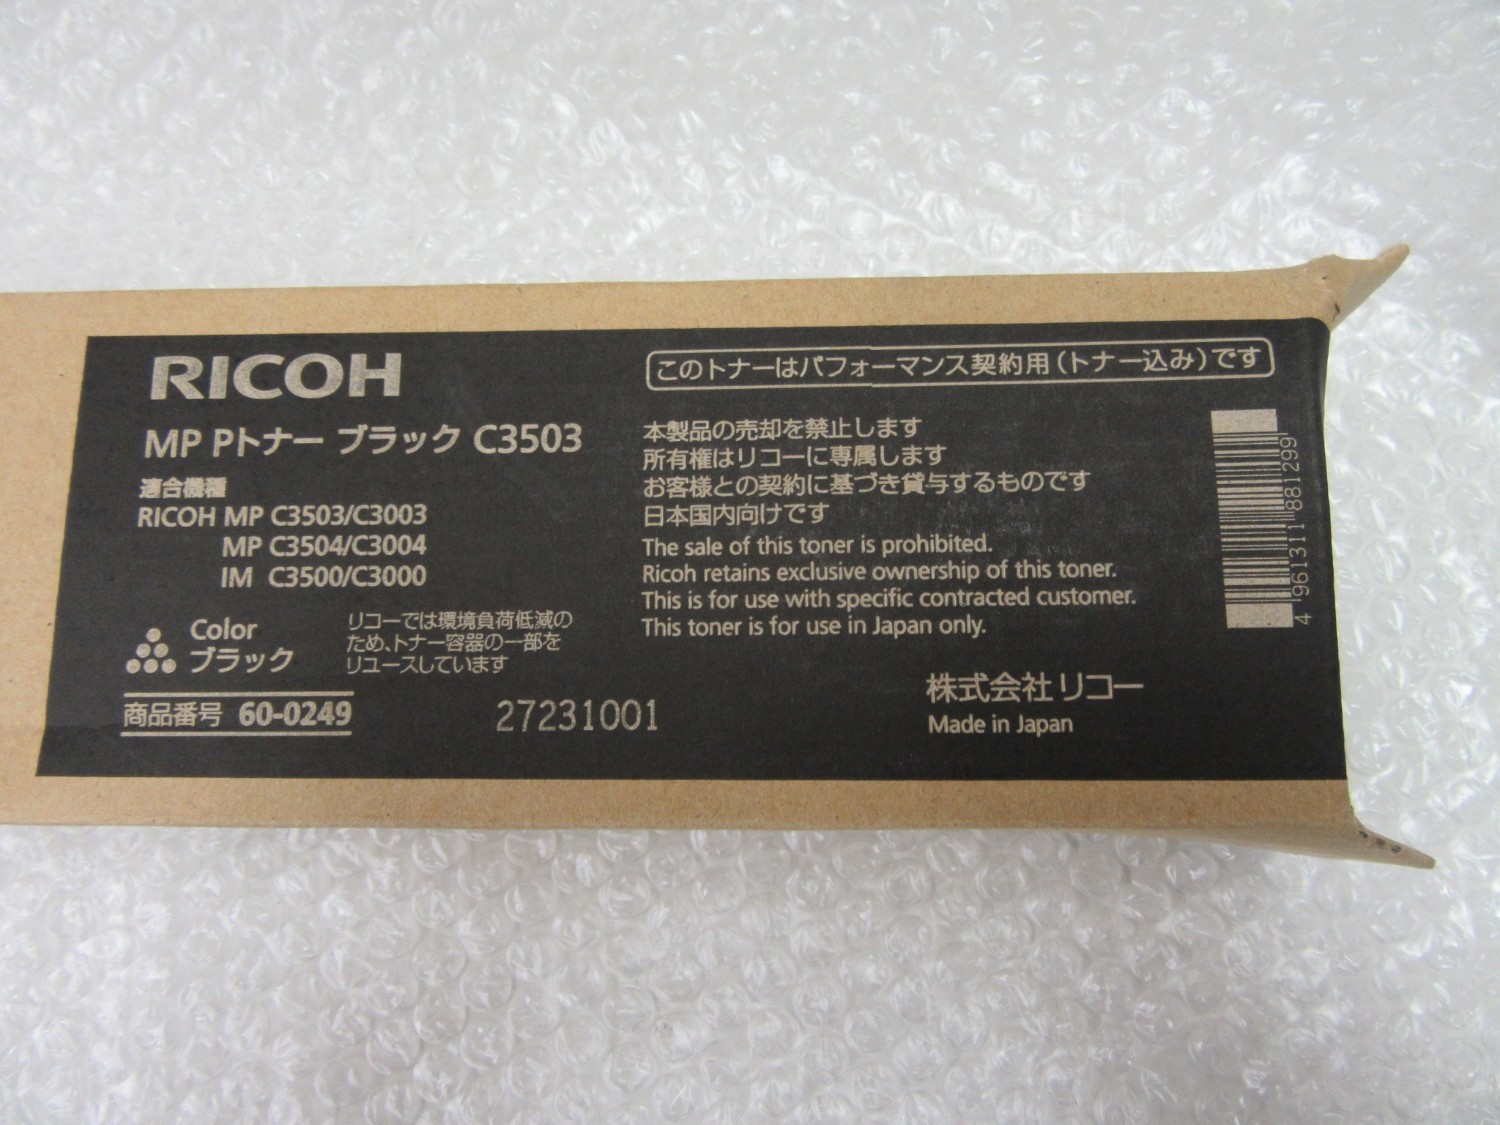 RICOH
MP Pトナー ブラック C3503
適合機種
RICOH MP C3503/C3003
MP C3504/C3004
IM C3500/C3000
Color
ブラック
リコーでは環境負荷低減の
ため、トナー容器の一部を
リユースしています
商品番号 60-0249
27231001
このトナーはパフォーマンス契約用(トナー込み)です
本製品の売却を禁止します
所有権はリコーに専属します
お客様との契約に基づき貸与するものです
日本国内向けです
The sale of this toner is prohibited.
Ricoh retains exclusive ownership of this toner.
This is for use with specific contracted customer.
This toner is for use in Japan only.
株式会社リコー
Made in Japan
4 961311 881299